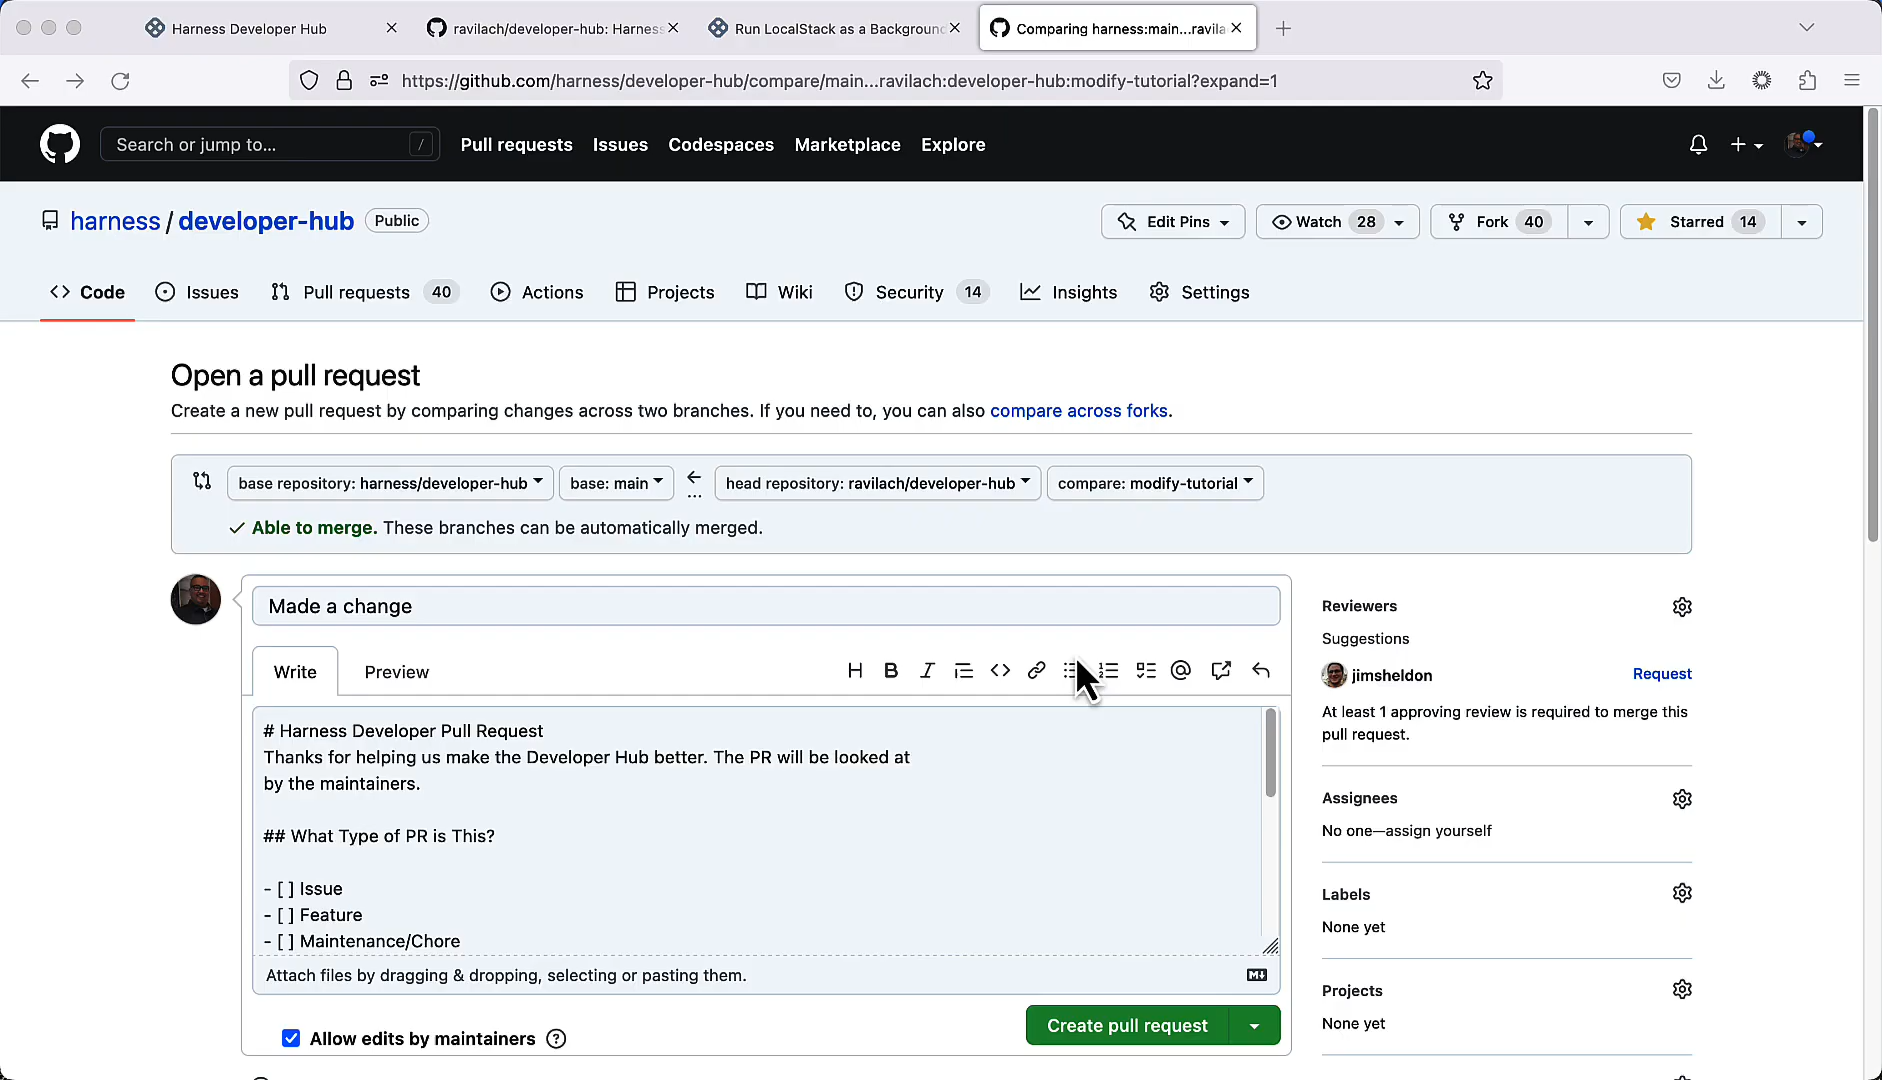 Harness Developer Hub
ravilach/developer-hub: Harness
Run LocalStack as a Background
Comparing harness:main...ravila
https://github.com/harness/developer-hub/compare/main...ravilach:developer-hub:modify-tutorial?expand=1
Search or jump to...
/
Pull requests
Issues
Codespaces
Marketplace
Explore
harness / developer-hub
Public
Edit Pins
Watch 28
Fork 40
Starred 14
Code
Issues
Pull requests 40
Actions
Projects
Wiki
Security 14
Insights
Settings
Open a pull request
Create a new pull request by comparing changes across two branches. If you need to, you can also compare across forks.
base repository: harness/developer-hub
base: main
...
head repository: ravilach/developer-hub
compare: modify-tutorial
Able to merge. These branches can be automatically merged.
Made a change
Write
Preview
# Harness Developer Pull Request
Thanks for helping us make the Developer Hub better. The PR will be looked at
by the maintainers.
## What Type of PR is This?
- [ ] Issue
- [ ] Feature
- [ ] Maintenance/Chore
Attach files by dragging & dropping, selecting or pasting them.
Allow edits by maintainers
Create pull request
Reviewers
Suggestions
jimsheldon
Request
At least 1 approving review is required to merge this
pull request.
Assignees
No one—assign yourself
Labels
None yet
Projects
None yet